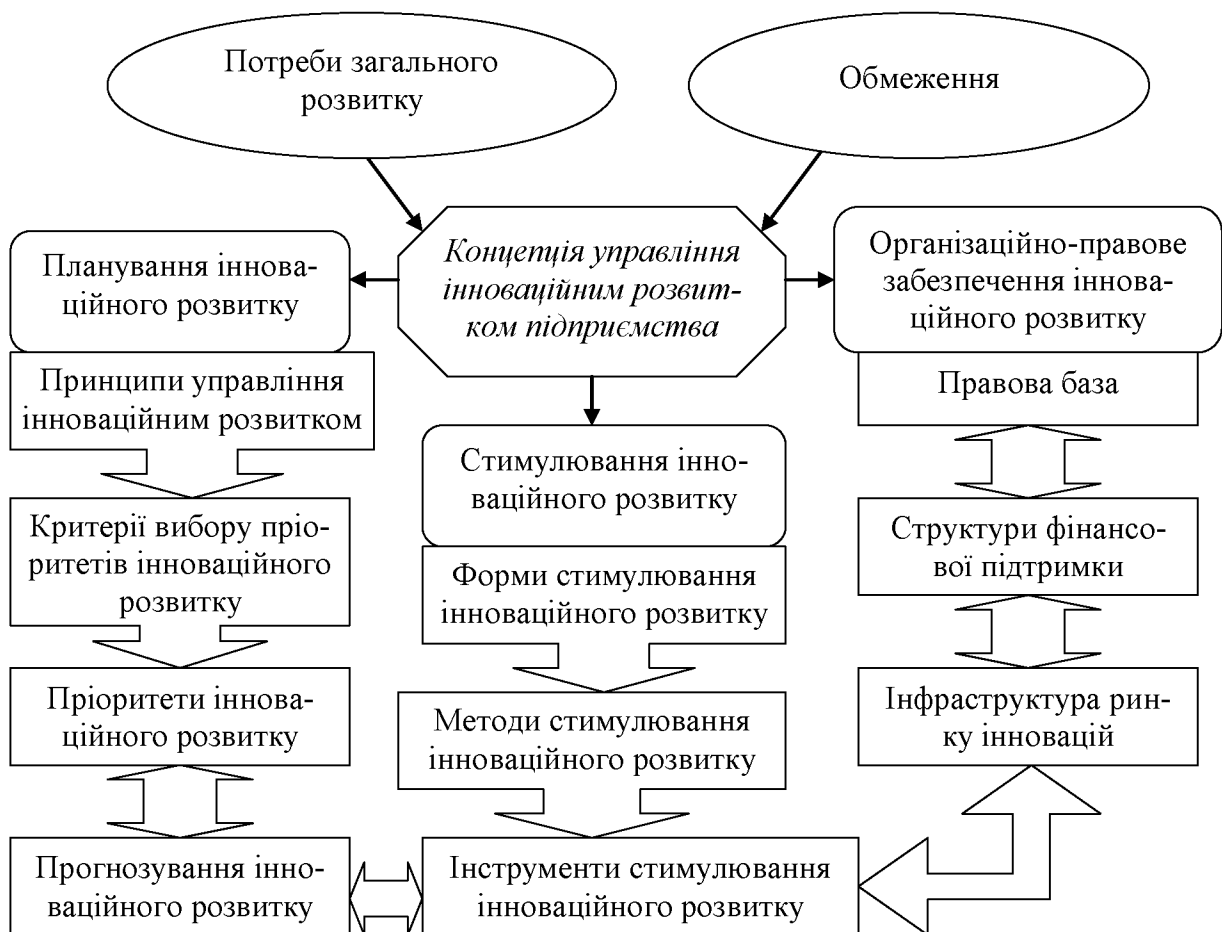 Потреби загального
розвитку
Обмеження
Концепція управління
інноваційним розвит-
ком підприємства
Планування іннова-
ційного розвитку
Принципи управління
інноваційним розвитком
Критерії вибору пріо-
ритетів інноваційного
розвитку
Пріоритети іннова-
ційного розвитку
Прогнозування інно-
ваційного розвитку
Стимулювання інно-
ваційного розвитку
Форми стимулювання
інноваційного розвитку
Методи стимулювання
інноваційного розвитку
Інструменти стимулювання
інноваційного розвитку
Організаційно-правове
забезпечення іннова-
ційного розвитку
Правова база
Структури фінансо-
вої підтримки
Інфраструктура рин-
ку інновацій